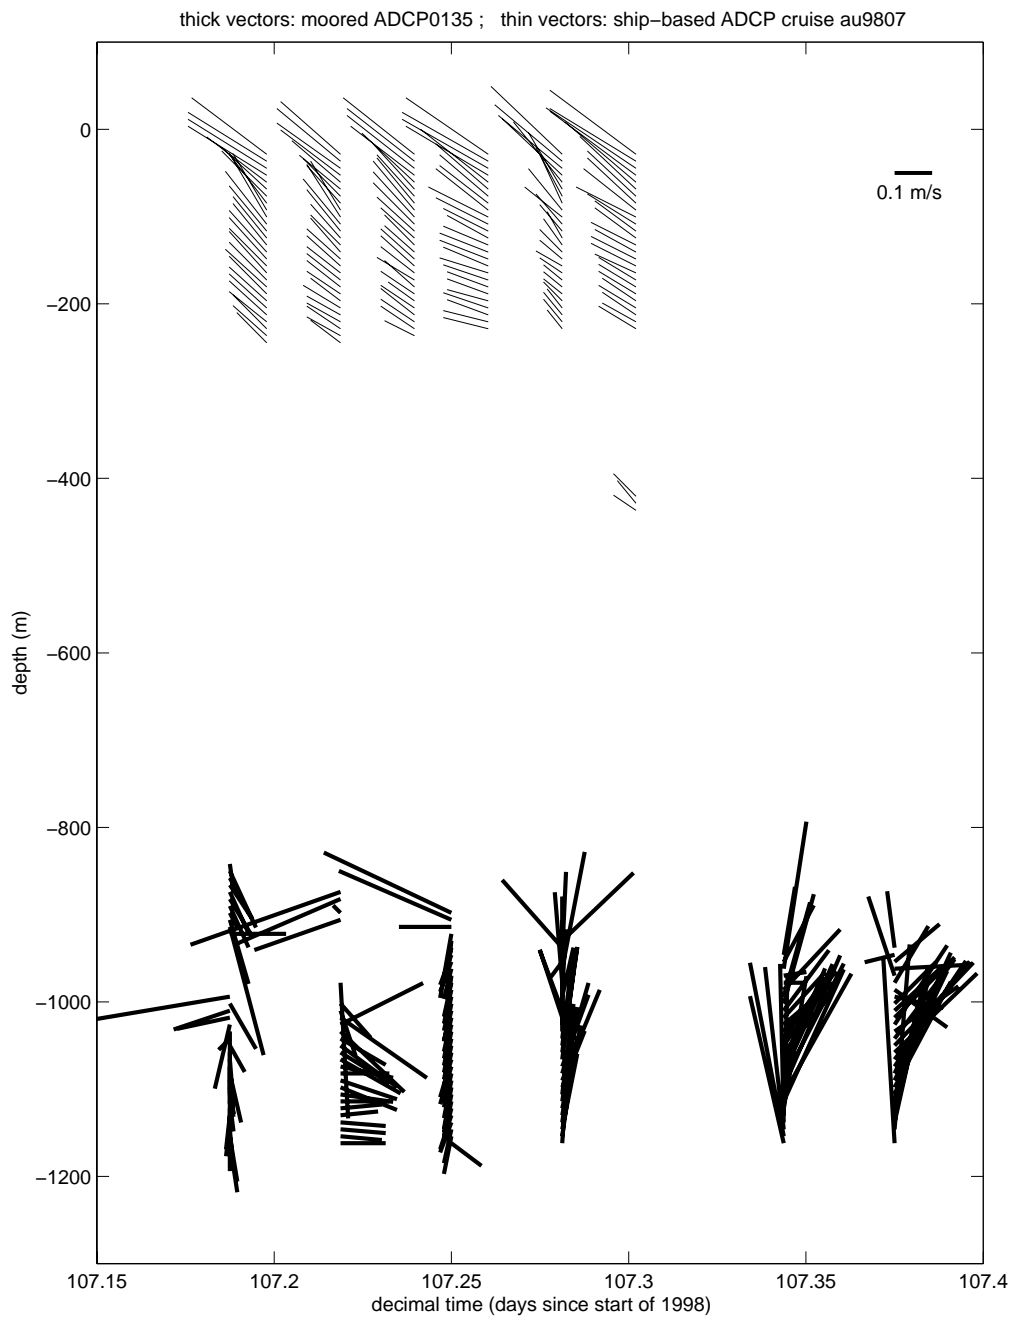 thick vectors: moored ADCP0135 ;   thin vectors: ship−based ADCP cruise au9807
0
0.1 m/s
−200
−400
depth (m)
−600
−800
−1000
−1200
107.15 107.2 107.25 107.3 107.35 107.4
decimal time (days since start of 1998)